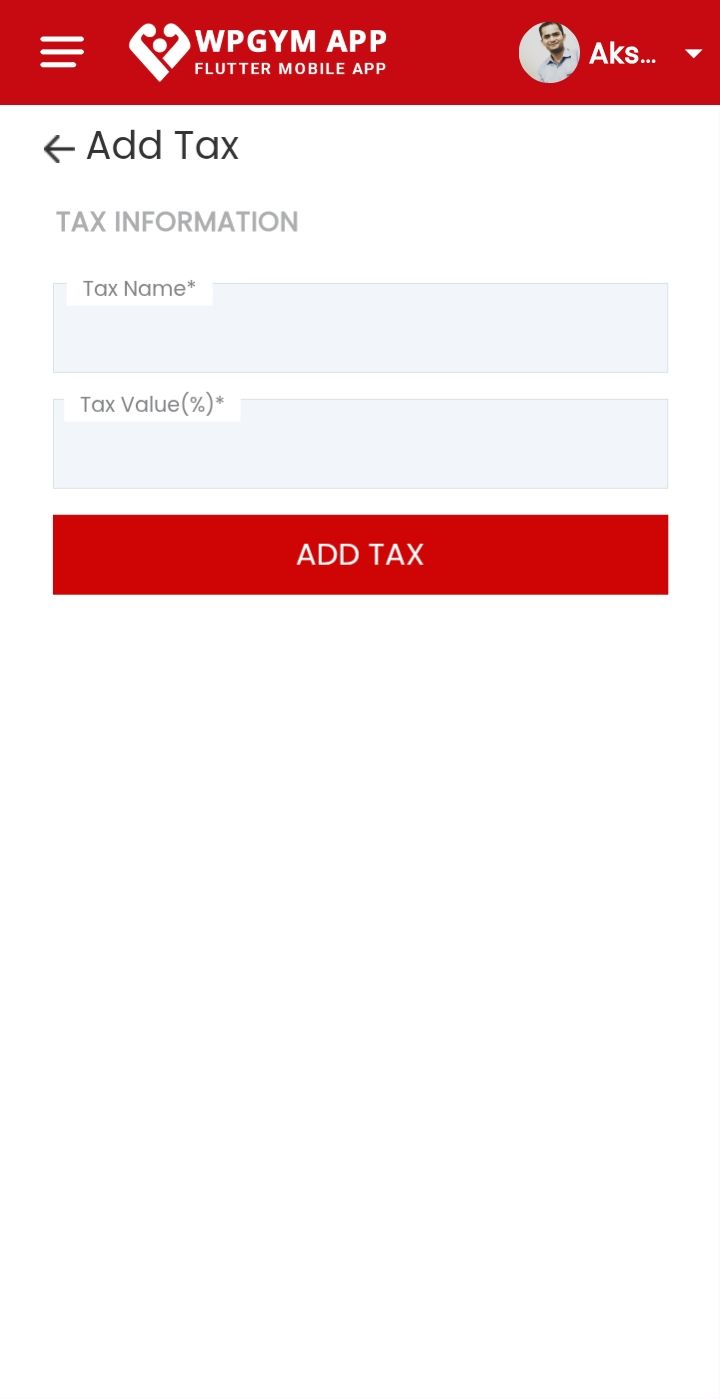 WPGYM APP
FLUTTER MOBILE APP
Aks...
Add Tax
TAX INFORMATION
Tax Name*
Tax Value(%)*
ADD TAX